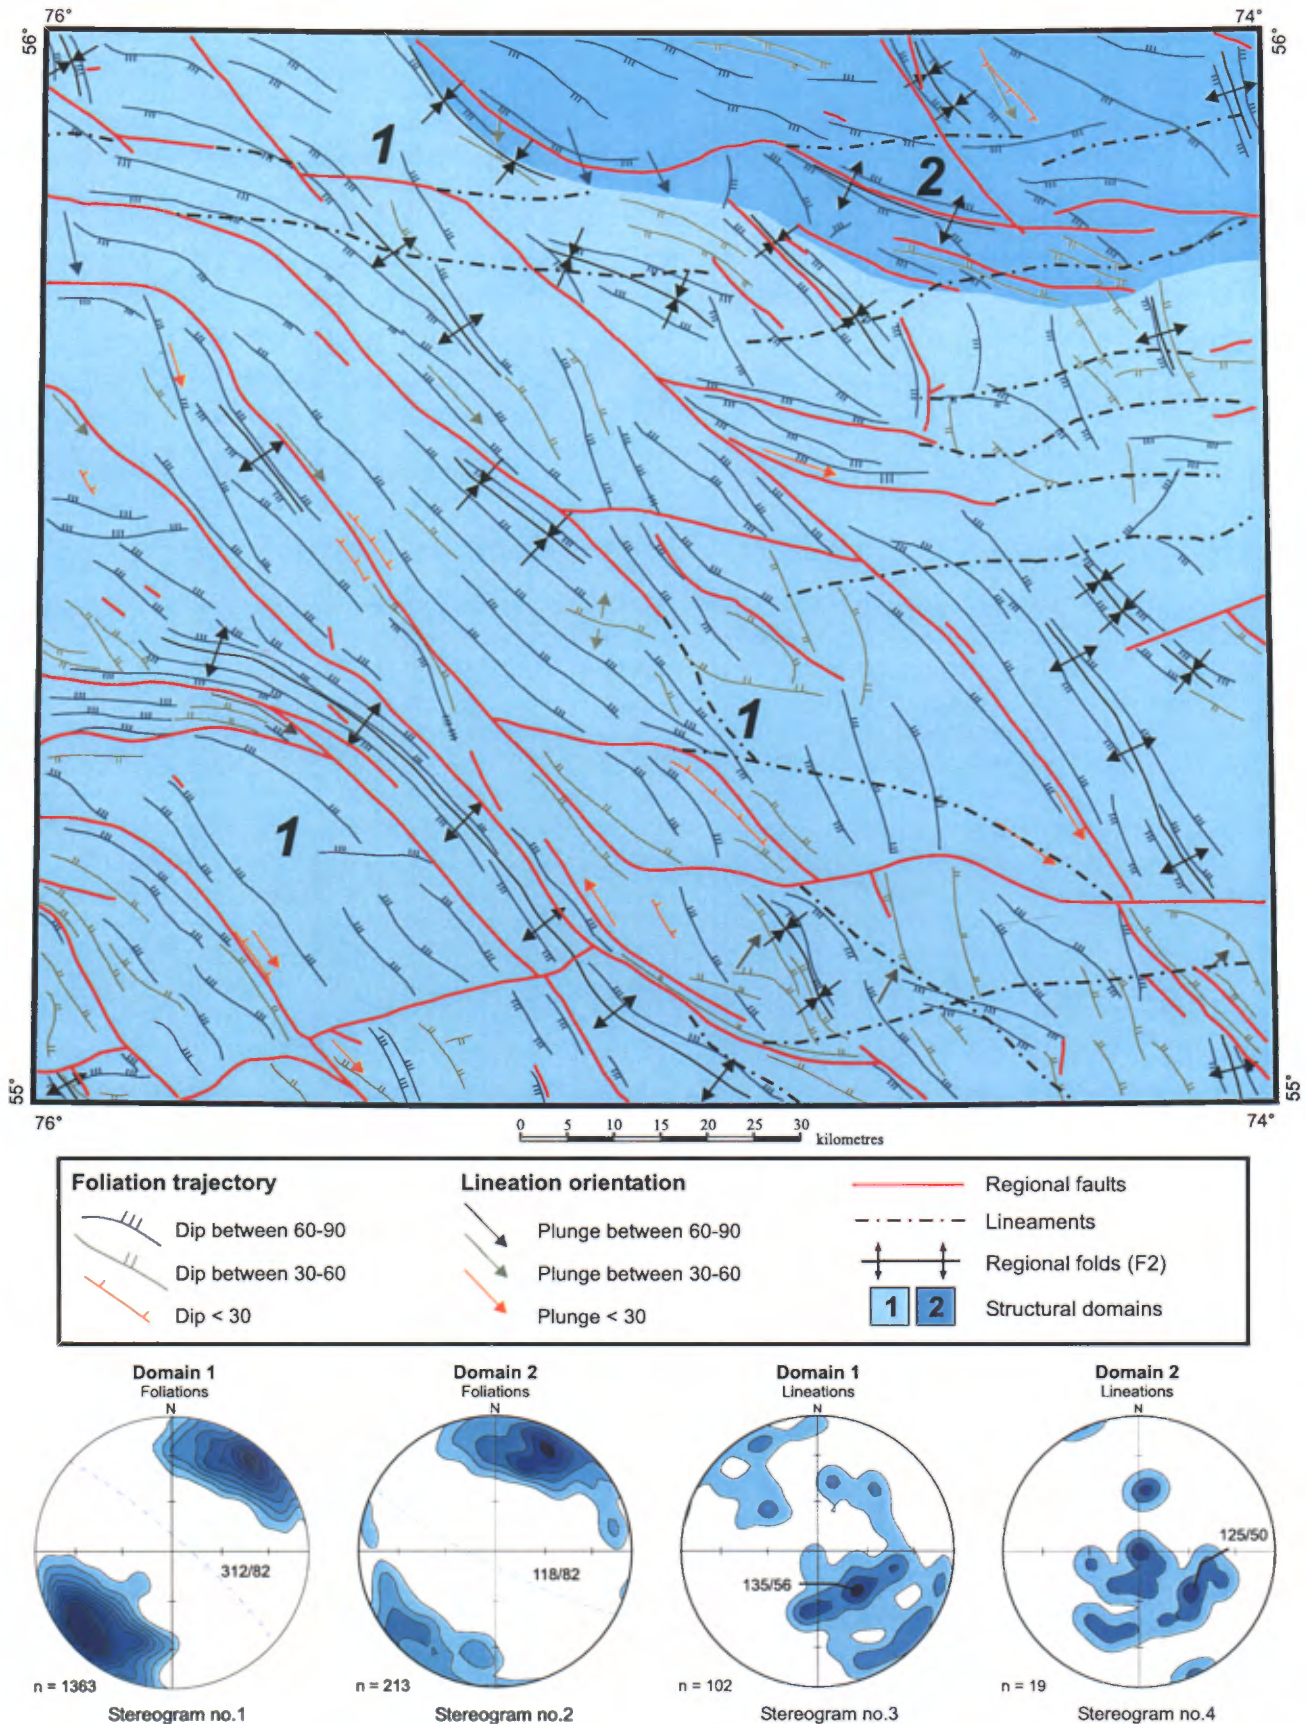 76° 74°
56° 56°
1
2
1
1
55° 55°
76° 74°
0 5 10 15 20 25 30
kilometres
Foliation trajectory
Dip between 60-90
Dip between 30-60
Dip < 30
Lineation orientation
Plunge between 60-90
Plunge between 30-60
Plunge < 30
Regional faults
Lineaments
Regional folds (F2)
1 2 Structural domains
Domain 1
Foliations
N
312/82
n = 1363
Stereogram no.1
Domain 2
Foliations
N
118/82
n = 213
Stereogram no.2
Domain 1
Lineations
N
135/56
n = 102
Stereogram no.3
Domain 2
Lineations
N
125/50
n = 19
Stereogram no.4